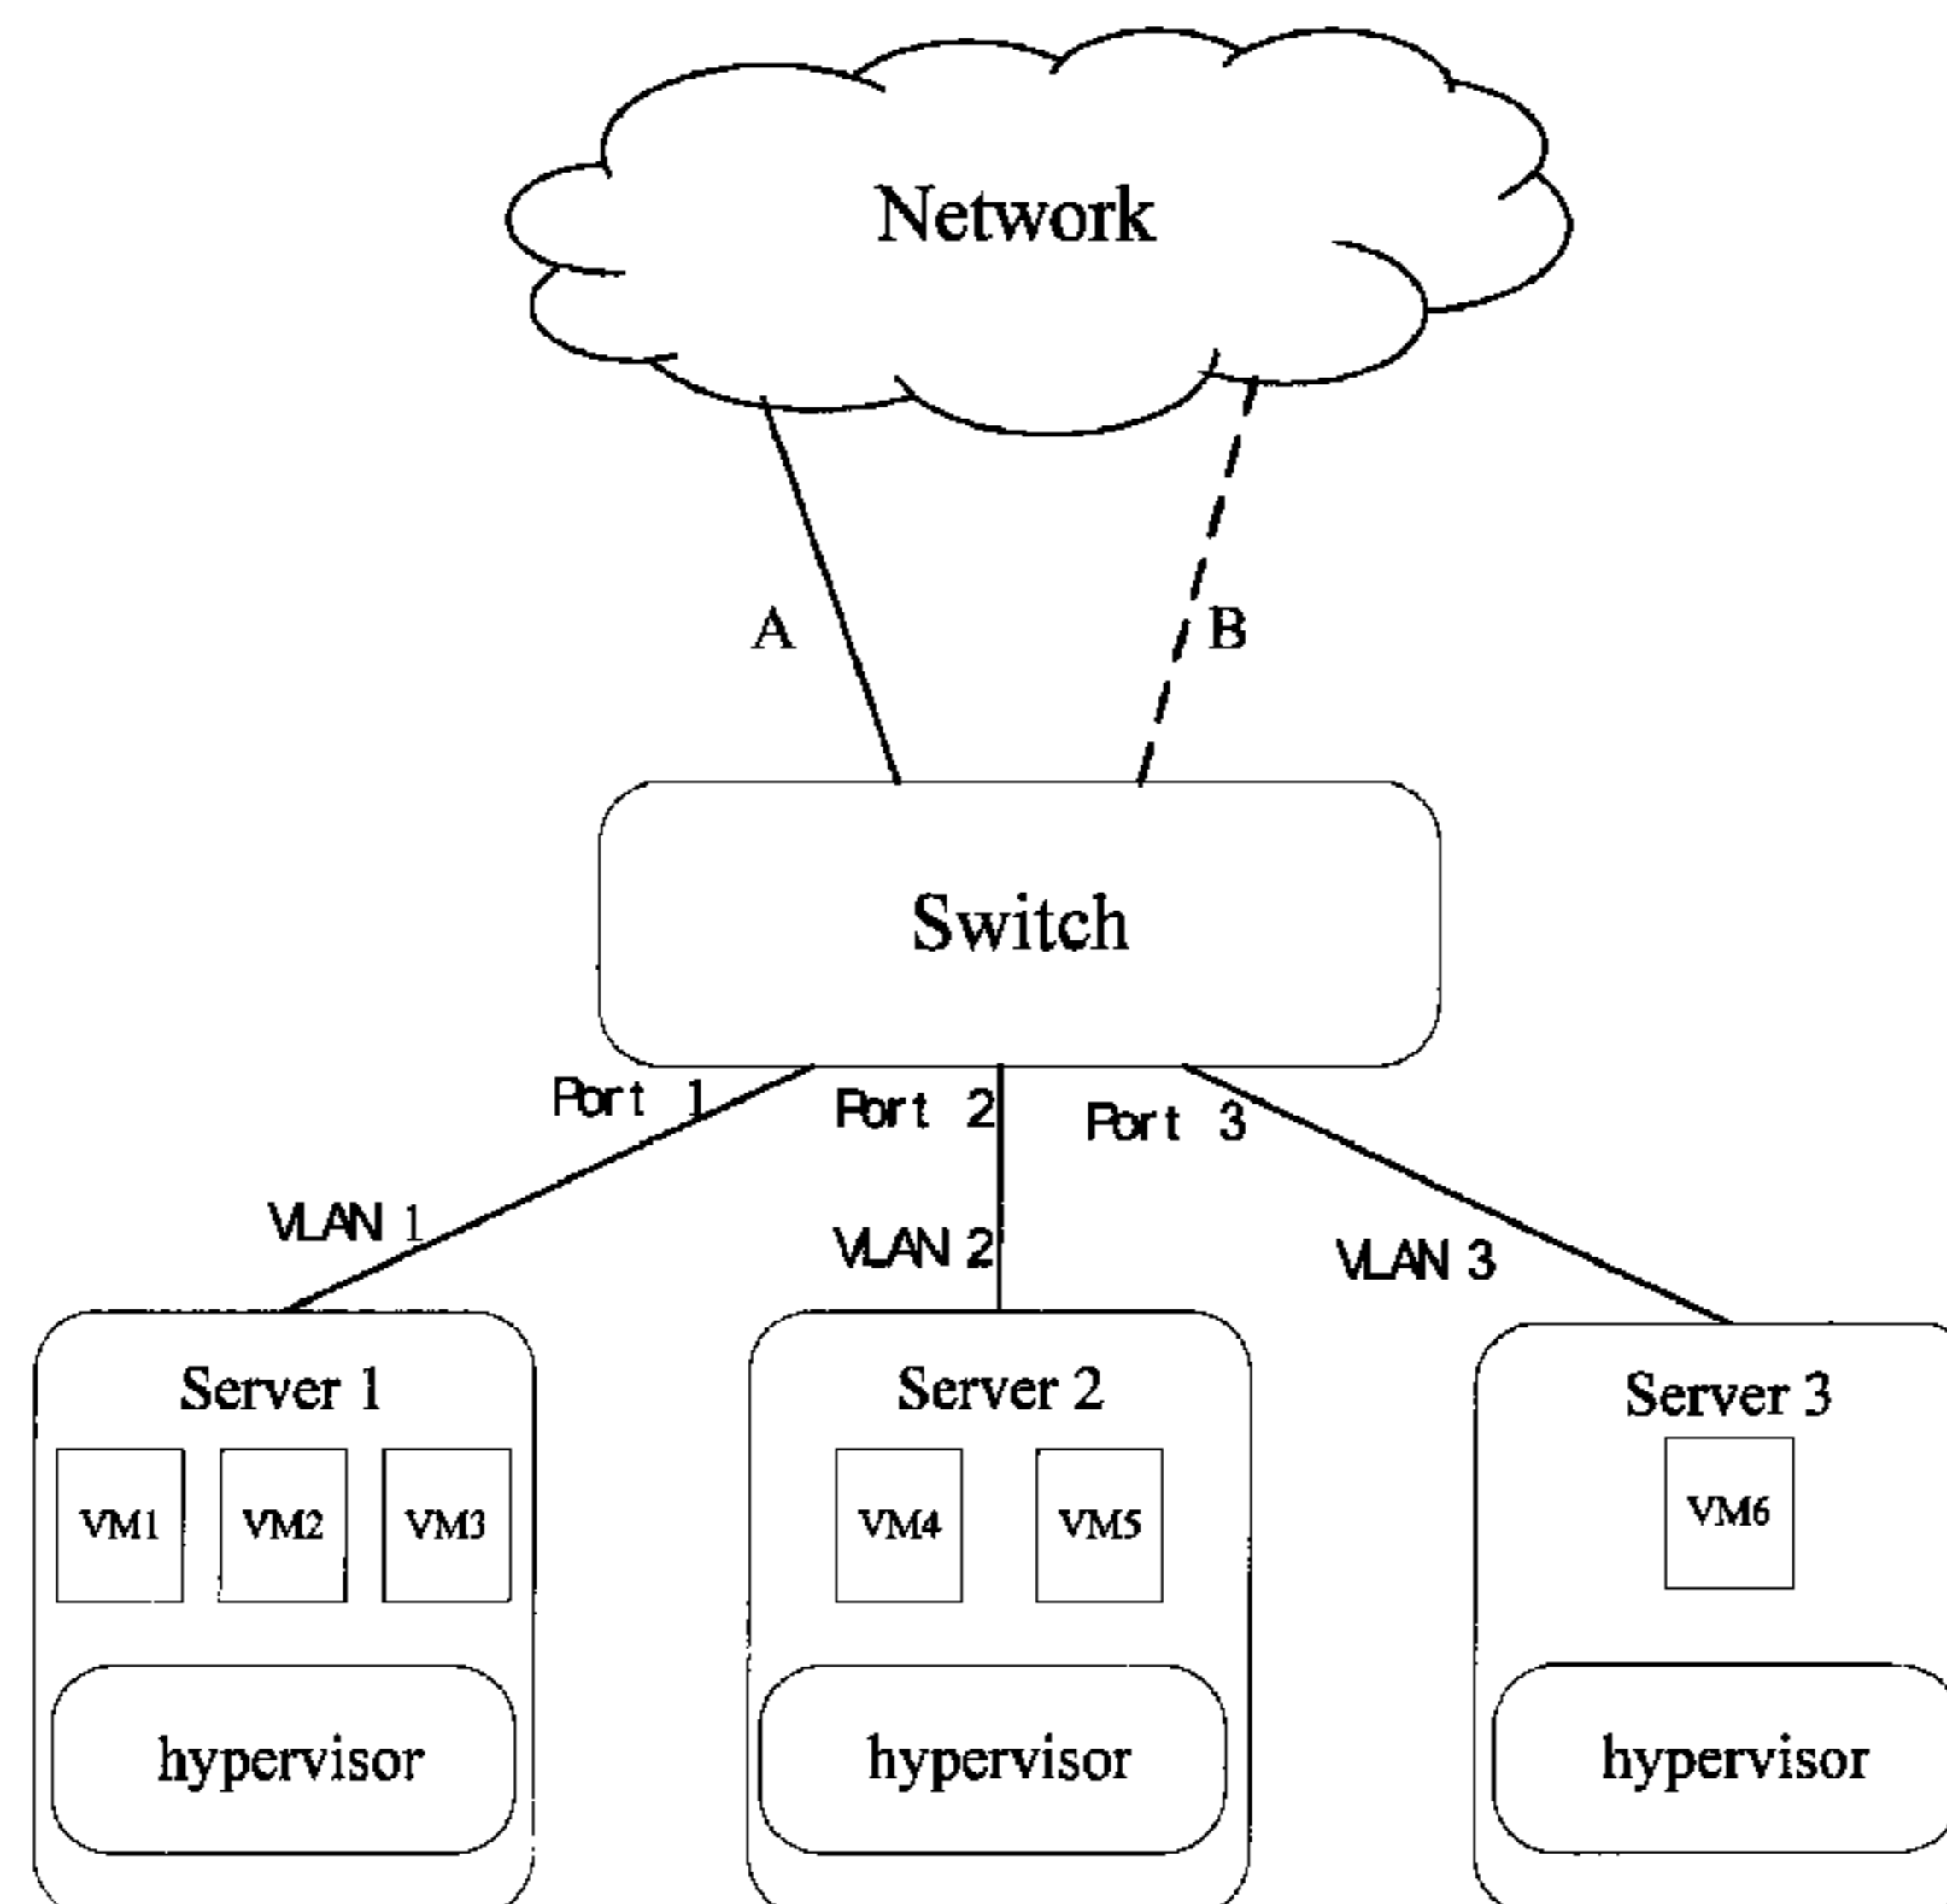 Network
A
B
Switch
Port 1
Port 2
Port 3
VLAN 1
VLAN 2
VLAN 3
Server 1
Server 2
Server 3
VM1
VM2
VM3
VM4
VM5
VM6
hypervisor
hypervisor
hypervisor